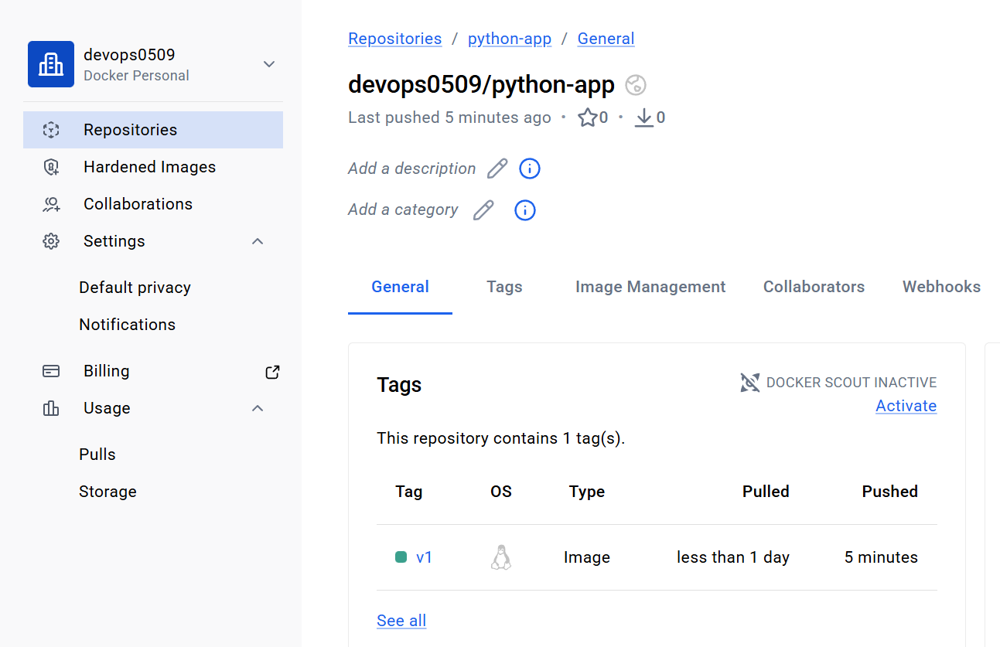 devops0509
Docker Personal
Repositories
Hardened Images
Collaborations
Settings
Default privacy
Notifications
Billing
Usage
Pulls
Storage
Repositories / python-app / General
devops0509/python-app
Last pushed 5 minutes ago • 0 • 0
Add a description
Add a category
General Tags Image Management Collaborators Webhooks
Tags
DOCKER SCOUT INACTIVE
Activate
This repository contains 1 tag(s).
Tag OS Type Pulled Pushed
v1 Image less than 1 day 5 minutes
See all